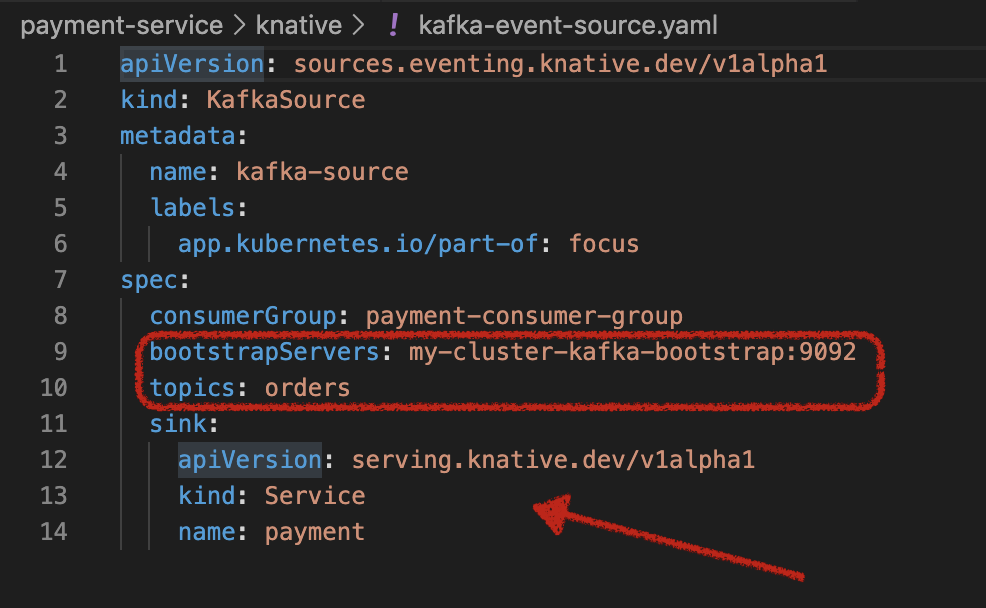 payment-service > knative > ! kafka-event-source.yaml
1 apiVersion: sources.eventing.knative.dev/v1alpha1
2 kind: KafkaSource
3 metadata:
4   name: kafka-source
5   labels:
6     app.kubernetes.io/part-of: focus
7 spec:
8   consumerGroup: payment-consumer-group
9   bootstrapServers: my-cluster-kafka-bootstrap:9092
10   topics: orders
11   sink:
12     apiVersion: serving.knative.dev/v1alpha1
13     kind: Service
14     name: payment